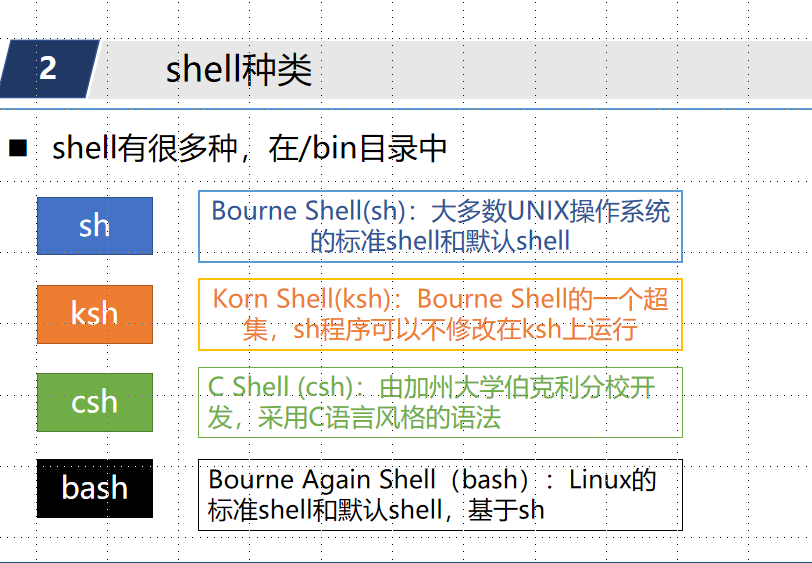 2
shell种类
■ shell有很多种，在/bin目录中
sh
Bourne Shell(sh)：大多数UNIX操作系统
的标准shell和默认shell
ksh
Korn Shell(ksh)：Bourne Shell的一个超
集，sh程序可以不修改在ksh上运行
csh
C Shell (csh)：由加州大学伯克利分校开
发，采用C语言风格的语法
bash
Bourne Again Shell（bash）：Linux的
标准shell和默认shell，基于sh